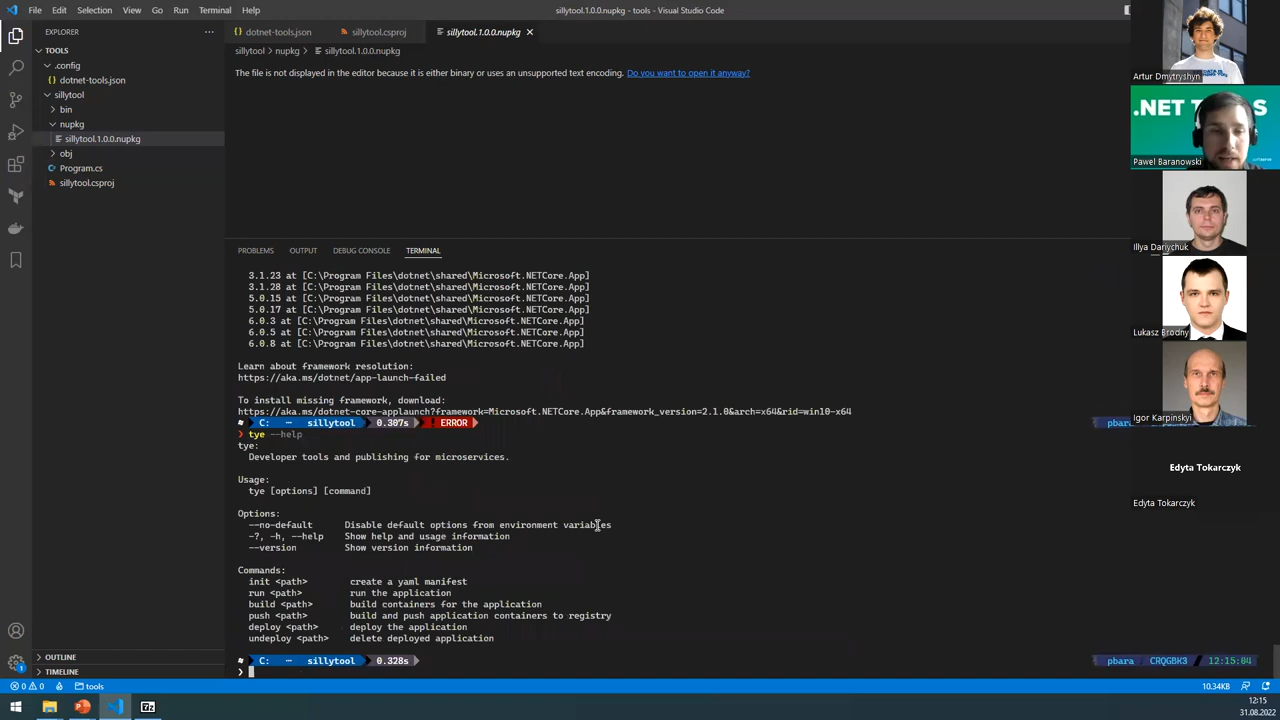 File Edit Selection View Go Run Terminal Help
sillytool.1.0.0.nupkg - tools - Visual Studio Code
EXPLORER
TOOLS
.config
dotnet-tools.json
sillytool
bin
nupkg
sillytool.1.0.0.nupkg
obj
Program.cs
sillytool.csproj
OUTLINE
TIMELINE
dotnet-tools.json sillytool.csproj sillytool.1.0.0.nupkg
sillytool > nupkg > sillytool.1.0.0.nupkg
The file is not displayed in the editor because it is either binary or uses an unsupported text encoding. Do you want to open it anyway?
PROBLEMS OUTPUT DEBUG CONSOLE TERMINAL
3.1.23 at [C:\Program Files\dotnet\shared\Microsoft.NETCore.App]
3.1.28 at [C:\Program Files\dotnet\shared\Microsoft.NETCore.App]
5.0.15 at [C:\Program Files\dotnet\shared\Microsoft.NETCore.App]
5.0.17 at [C:\Program Files\dotnet\shared\Microsoft.NETCore.App]
6.0.3 at [C:\Program Files\dotnet\shared\Microsoft.NETCore.App]
6.0.5 at [C:\Program Files\dotnet\shared\Microsoft.NETCore.App]
6.0.8 at [C:\Program Files\dotnet\shared\Microsoft.NETCore.App]
Learn about framework resolution:
https://aka.ms/dotnet/app-launch-failed
To install missing framework, download:
https://aka.ms/dotnet-core-applaunch?framework=Microsoft.NETCore.App&framework_version=2.1.0&arch=x64&rid=win10-x64
C: sillytool 0.307s ERROR pbara
> tye --help
tye:
Developer tools and publishing for microservices.
Usage:
tye [options] [command]
Options:
--no-default Disable default options from environment variables
-?, -h, --help Show help and usage information
--version Show version information
Commands:
init <path> create a yaml manifest
run <path> run the application
build <path> build containers for the application
push <path> build and push application containers to registry
deploy <path> deploy the application
undeploy <path> delete deployed application
C: sillytool 0.328s pbara CRQGBK3 12:15:04
>
Artur Dmytryshyn
.NET T LS
Pawel Baranowski
Illya Danychuk
Lukasz Brodny
Igor Karpinskyi
Edyta Tokarczyk
Edyta Tokarczyk
1
0 0 tools
10.34KB
12:15
31.08.2022